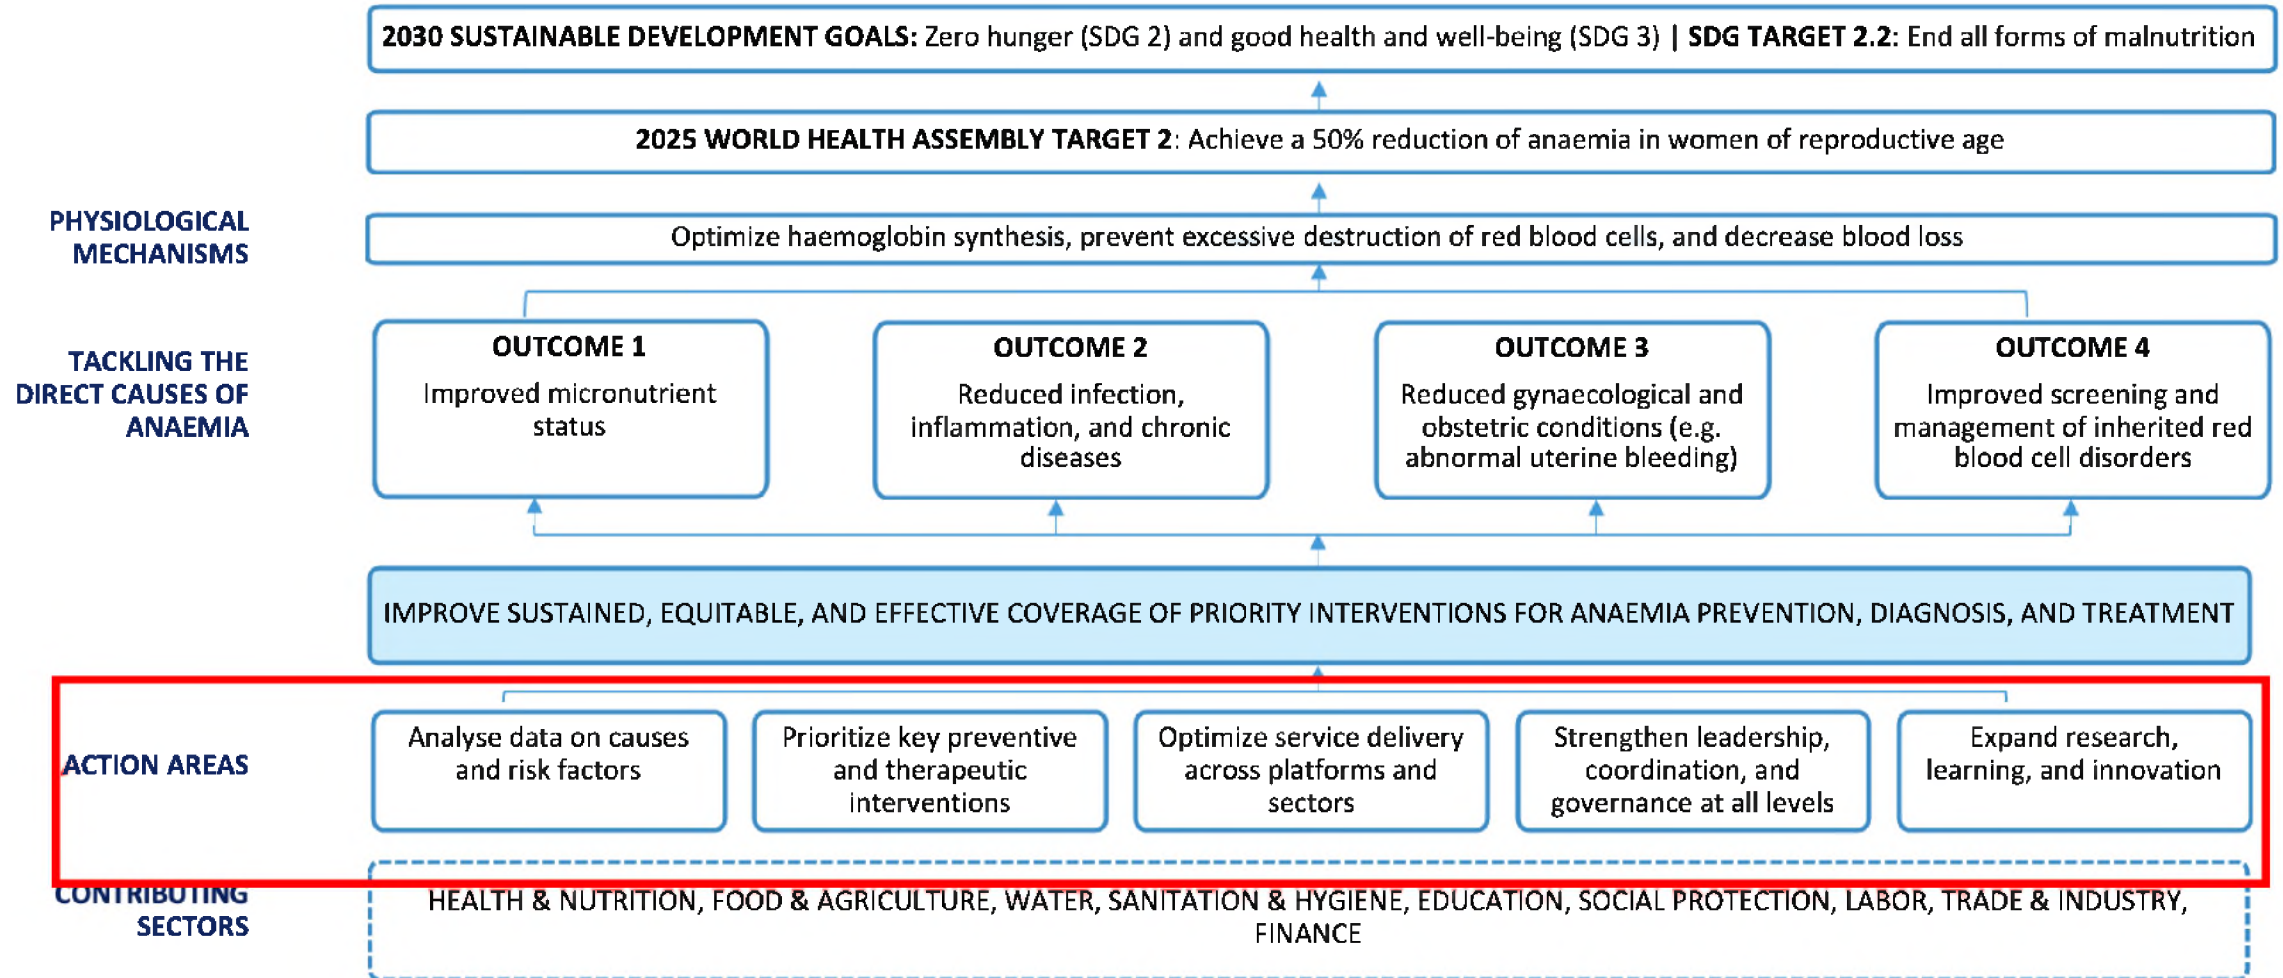 2030 SUSTAINABLE DEVELOPMENT GOALS: Zero hunger (SDG 2) and good health and well-being (SDG 3) | SDG TARGET 2.2: End all forms of malnutrition
2025 WORLD HEALTH ASSEMBLY TARGET 2: Achieve a 50% reduction of anaemia in women of reproductive age
PHYSIOLOGICAL
MECHANISMS
Optimize haemoglobin synthesis, prevent excessive destruction of red blood cells, and decrease blood loss
TACKLING THE
DIRECT CAUSES OF
ANAEMIA
OUTCOME 1
Improved micronutrient
status
OUTCOME 2
Reduced infection,
inflammation, and chronic
diseases
OUTCOME 3
Reduced gynaecological and
obstetric conditions (e.g.
abnormal uterine bleeding)
OUTCOME 4
Improved screening and
management of inherited red
blood cell disorders
IMPROVE SUSTAINED, EQUITABLE, AND EFFECTIVE COVERAGE OF PRIORITY INTERVENTIONS FOR ANAEMIA PREVENTION, DIAGNOSIS, AND TREATMENT
ACTION AREAS
Analyse data on causes
and risk factors
Prioritize key preventive
and therapeutic
interventions
Optimize service delivery
across platforms and
sectors
Strengthen leadership,
coordination, and
governance at all levels
Expand research,
learning, and innovation
CONTRIBUTING
SECTORS
HEALTH & NUTRITION, FOOD & AGRICULTURE, WATER, SANITATION & HYGIENE, EDUCATION, SOCIAL PROTECTION, LABOR, TRADE & INDUSTRY,
FINANCE